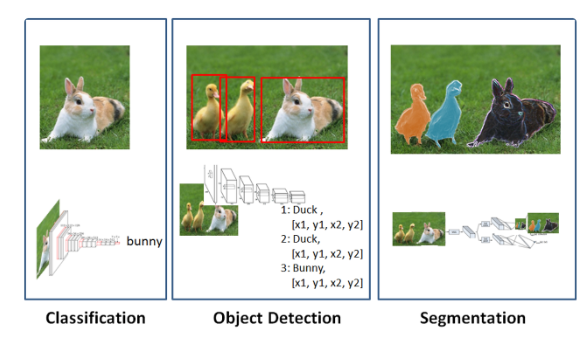 bunny
1: Duck ,
[x1, y1, x2, y2]
2: Duck,
[x1, y1, x2, y2]
3: Bunny,
[x1, y1, x2, y2]
Classification
Object Detection
Segmentation